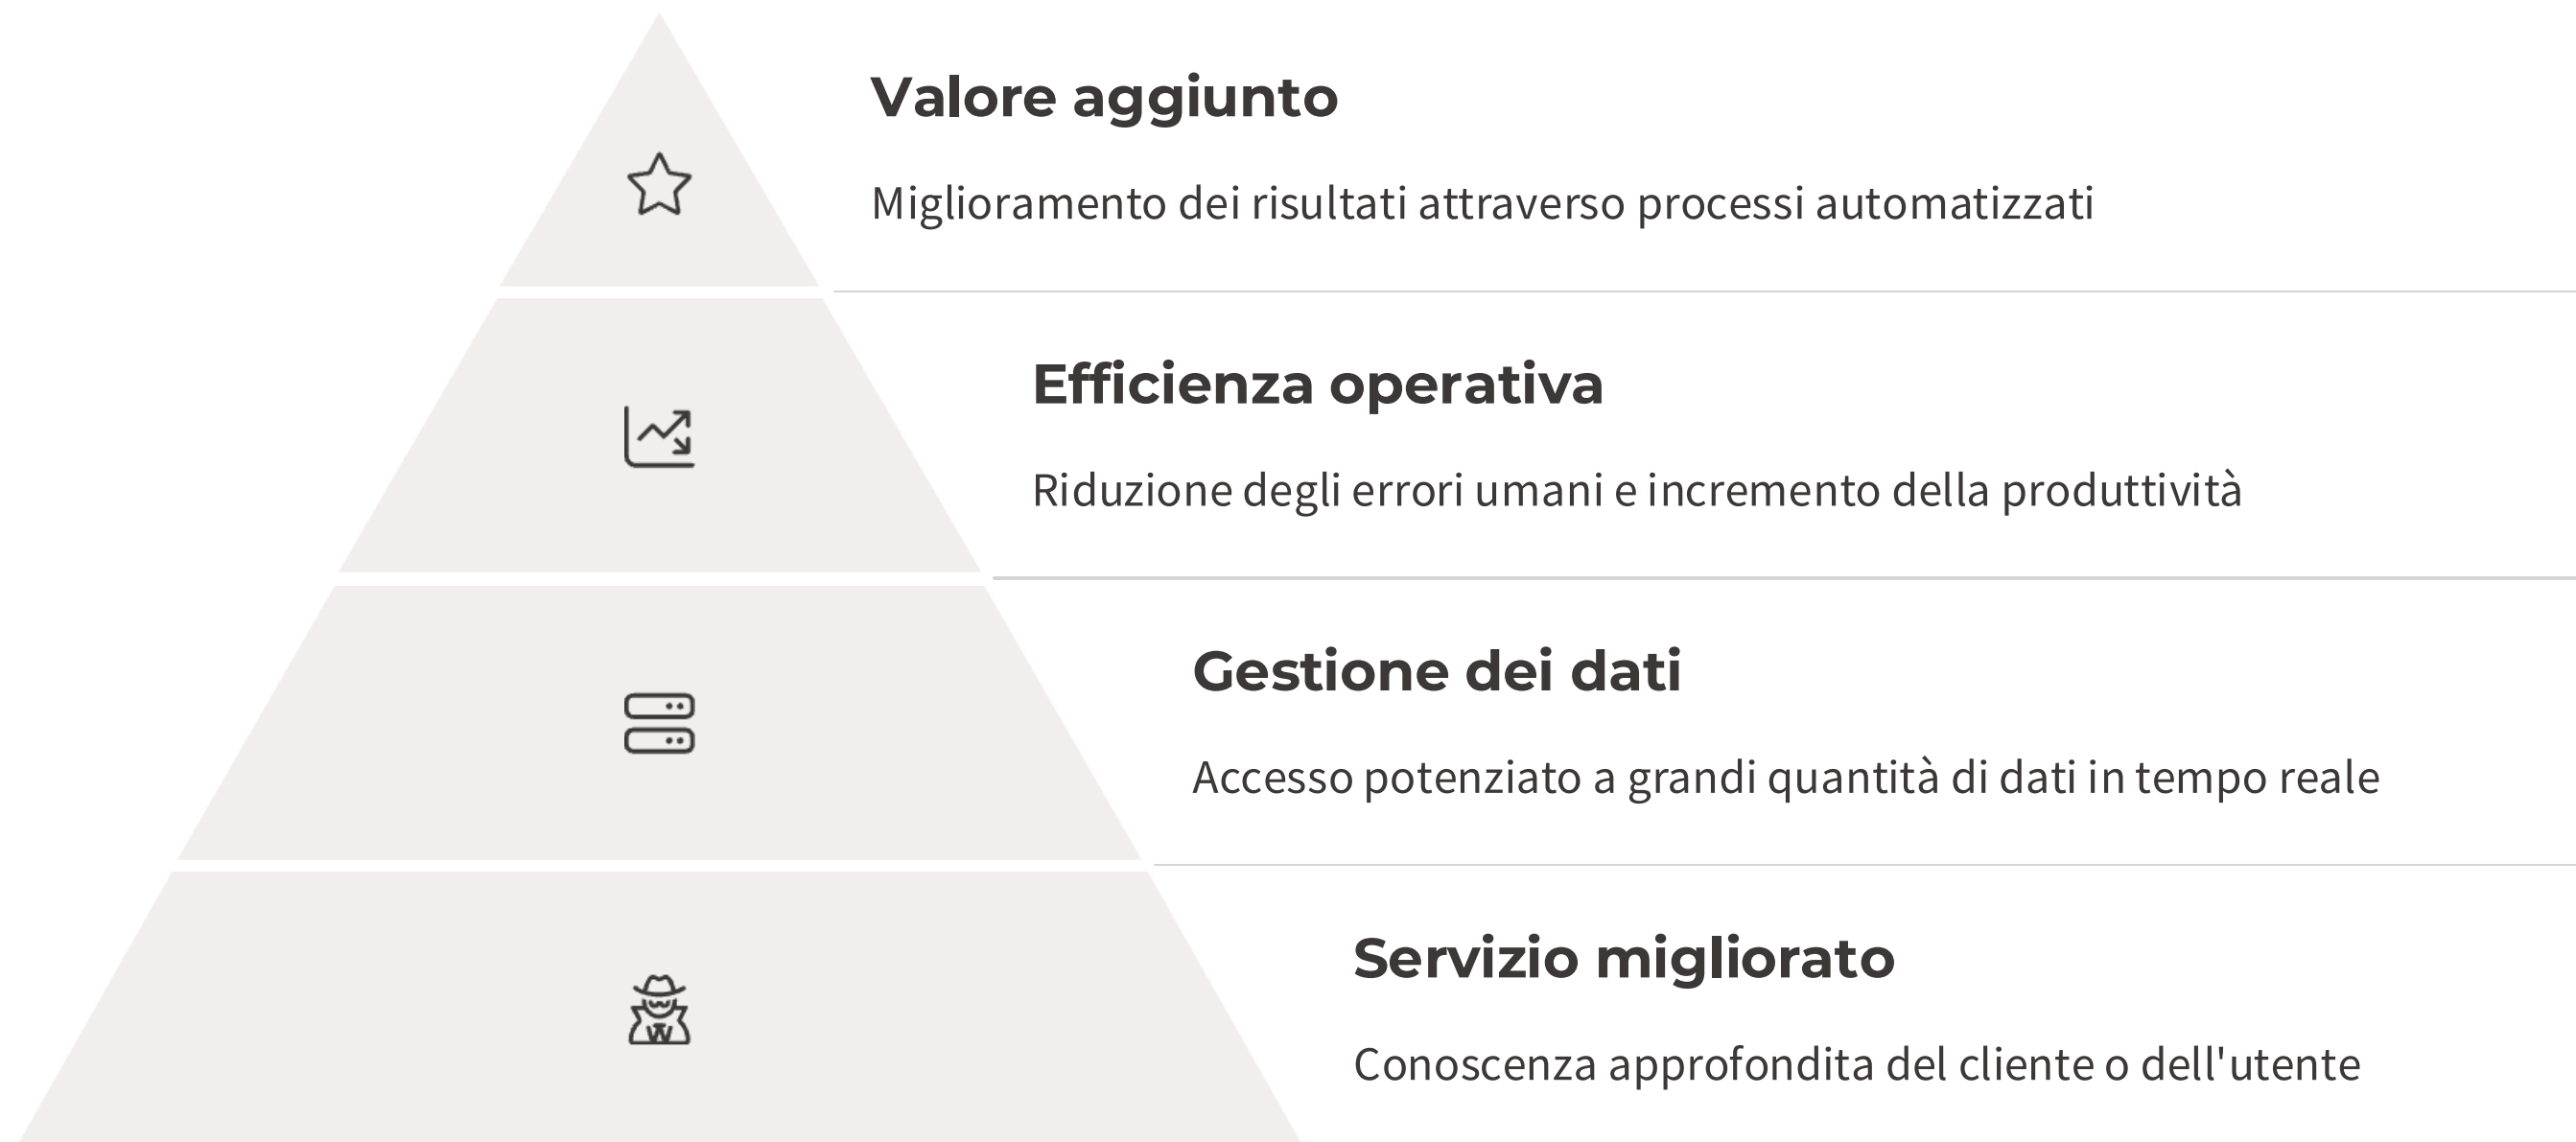 Valore aggiunto
Miglioramento dei risultati attraverso processi automatizzati
Efficienza operativa
Riduzione degli errori umani e incremento della produttività
Gestione dei dati
Accesso potenziato a grandi quantità di dati in tempo reale
Servizio migliorato
Conoscenza approfondita del cliente o dell'utente